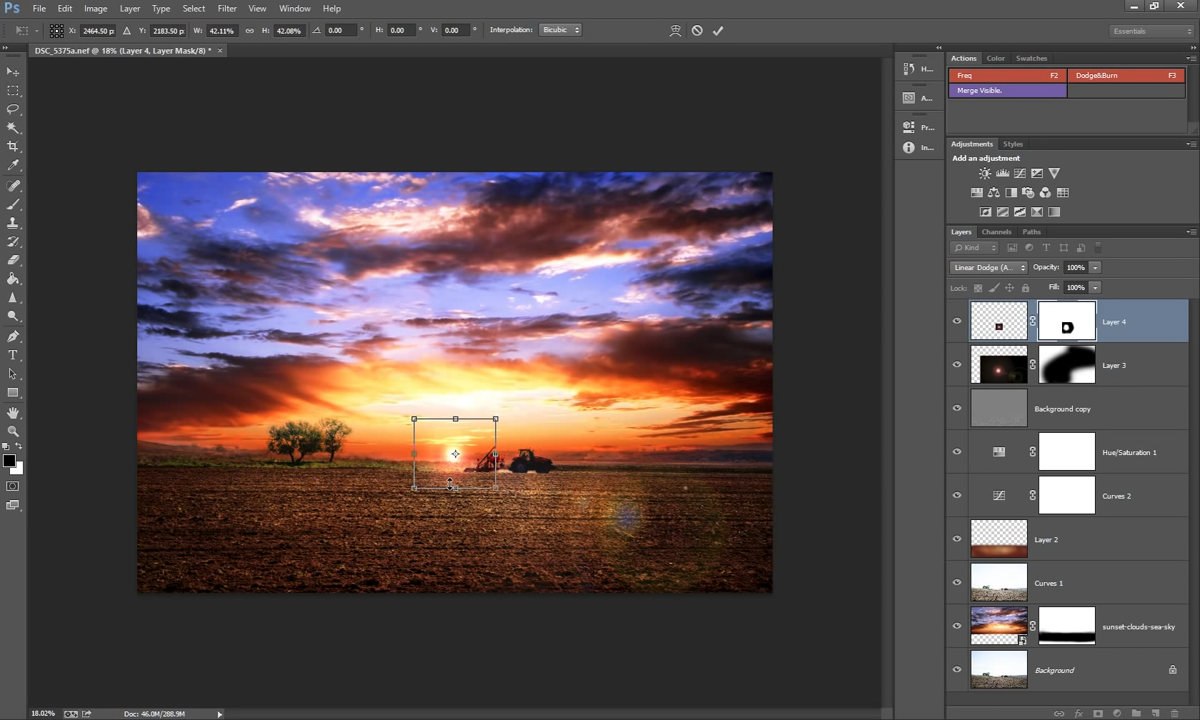 Ps File Edit Image Layer Type Select Filter View Window Help
X: 2464.50 p: Y: 2183.50 p: W: 42.11% H: 42.08% 0.00 ° H: 0.00 ° V: 0.00 ° Interpolation: Bicubic Essentials
DSC_5375a.nef @ 18% (Layer 4, Layer Mask/8) * ×
H...
A...
Pr...
In...
Actions Color Swatches
Freq F2 Dodge&Burn F3
Merge Visible.
Adjustments Styles
Add an adjustment
Layers Channels Paths
Kind
Linear Dodge (A... Opacity: 100%
Lock: Fill: 100%
Layer 4
Layer 3
Background copy
Hue/Saturation 1
Curves 2
Layer 2
Curves 1
sunset-clouds-sea-sky
Background
18.02% Doc: 46.0M/288.9M